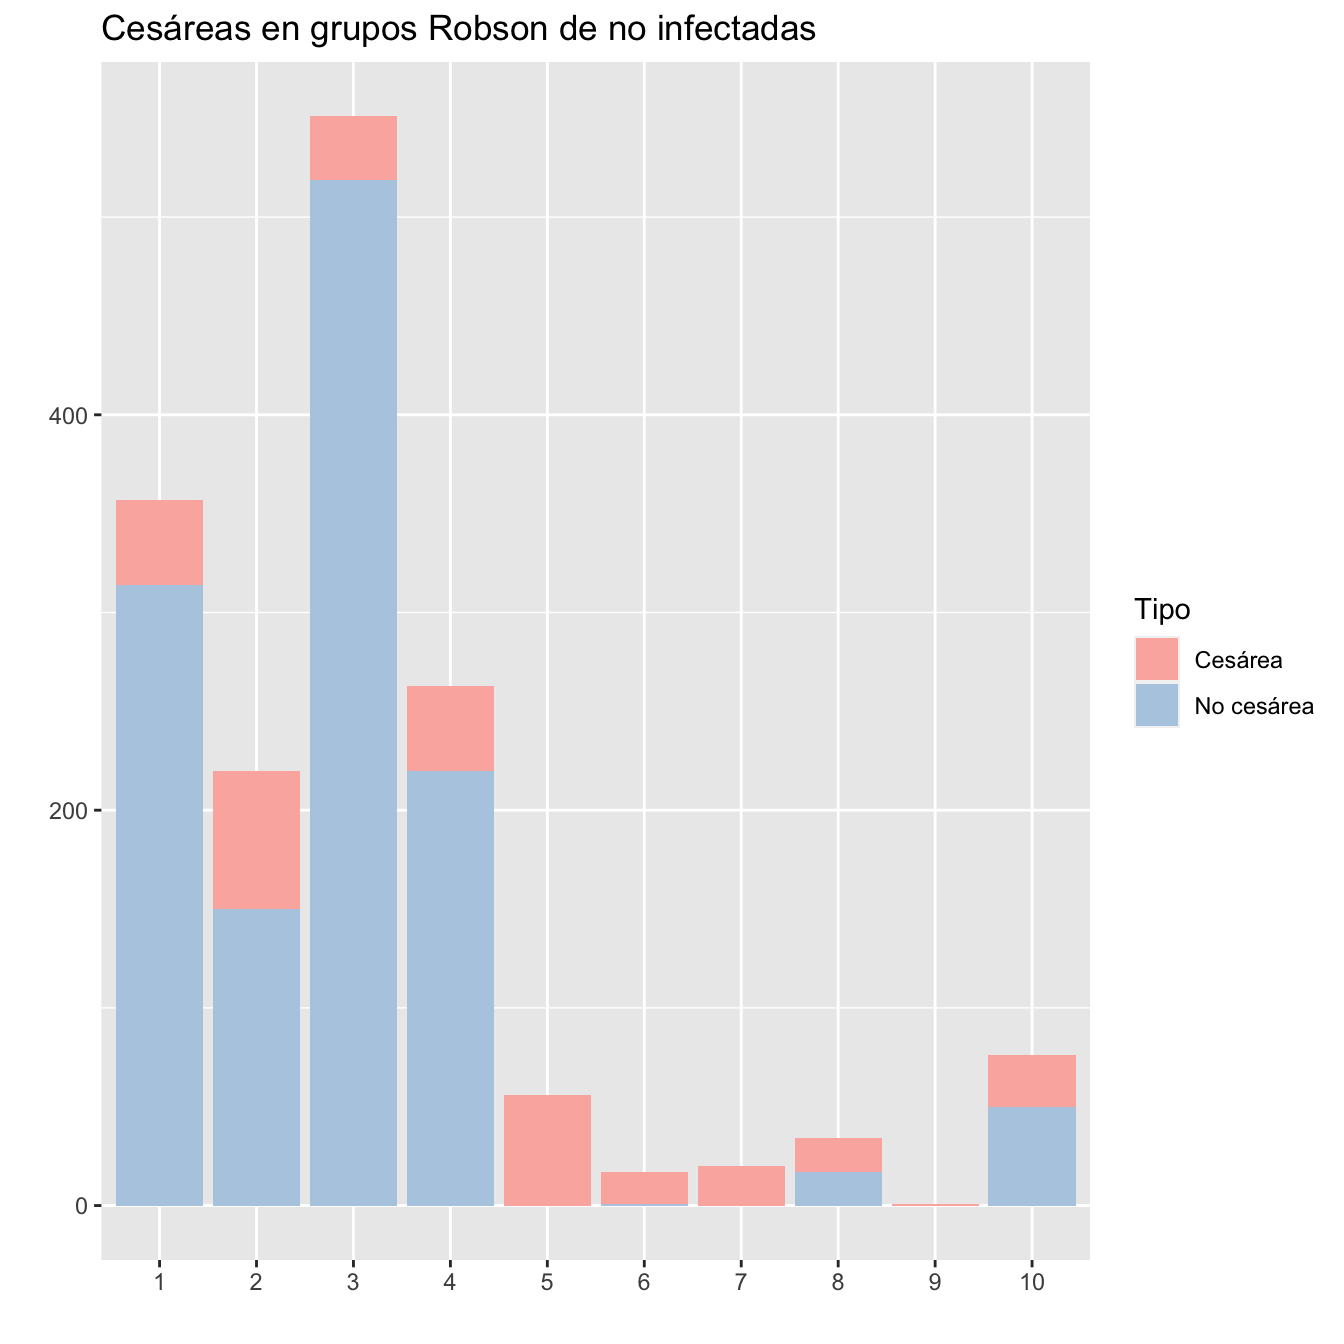 Cesáreas en grupos Robson de no infectadas
400
200
0
1 2 3 4 5 6 7 8 9 10
Tipo
Cesárea
No cesárea